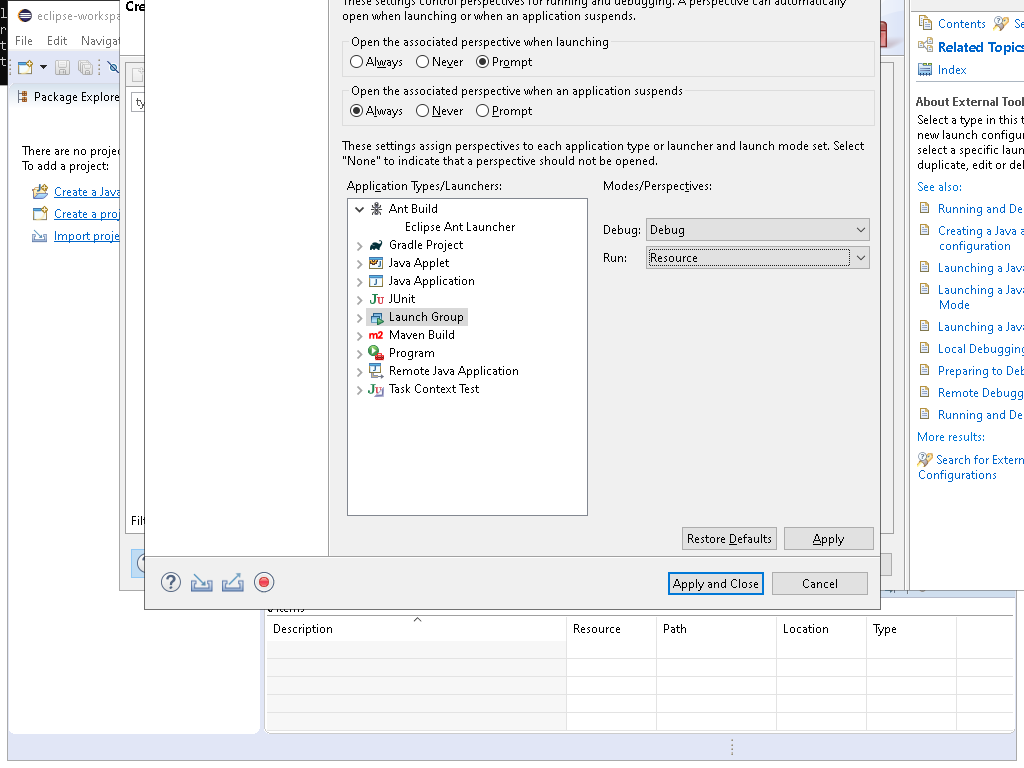 eclipse-workspa
Cre
These settings control perspectives for running and debugging. A perspective can automatically
open when launching or when an application suspends.
File Edit Navigat
Open the associated perspective when launching
Always Never Prompt
Open the associated perspective when an application suspends
Always Never Prompt
Package Explore
ty
These settings assign perspectives to each application type or launcher and launch mode set. Select
"None" to indicate that a perspective should not be opened.
There are no projec
To add a project:
Create a Java
Create a proj
Import proje
Application Types/Launchers:
Modes/Perspectives:
Ant Build
Eclipse Ant Launcher
Gradle Project
Java Applet
Java Application
JUnit
Launch Group
Maven Build
Program
Remote Java Application
Task Context Test
Debug: Debug
Run: Resource
Filt
Restore Defaults
Apply
Apply and Close
Cancel
Contents
Se
Related Topics
Index
About External Tool
Select a type in this t
new launch configur
select a specific laun
duplicate, edit or del
See also:
Running and De
Creating a Java a
configuration
Launching a Java
Launching a Java
Mode
Launching a Java
Local Debugging
Preparing to Deb
Remote Debugg
Running and De
More results:
Search for Extern
Configurations
items
Description Resource Path Location Type